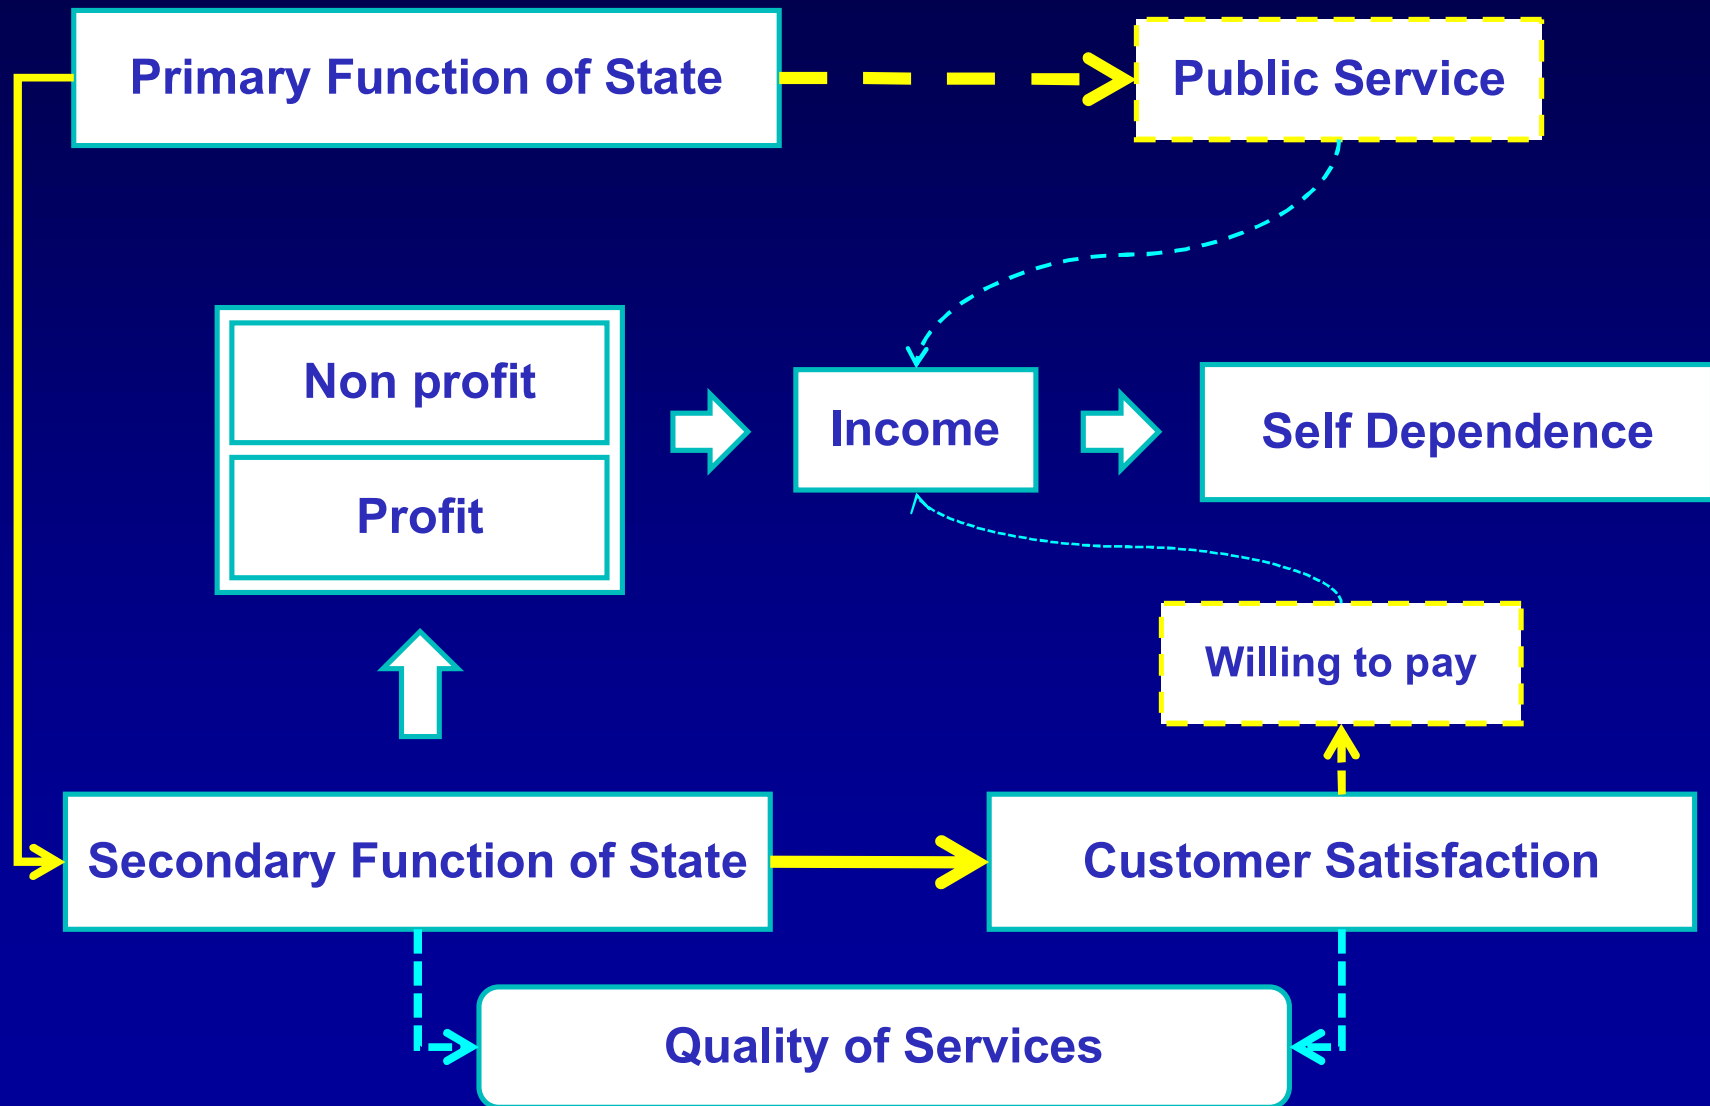 Primary Function of State
Public Service
Non profit
Profit
Income
Self Dependence
Willing to pay
Secondary Function of State
Customer Satisfaction
Quality of Services